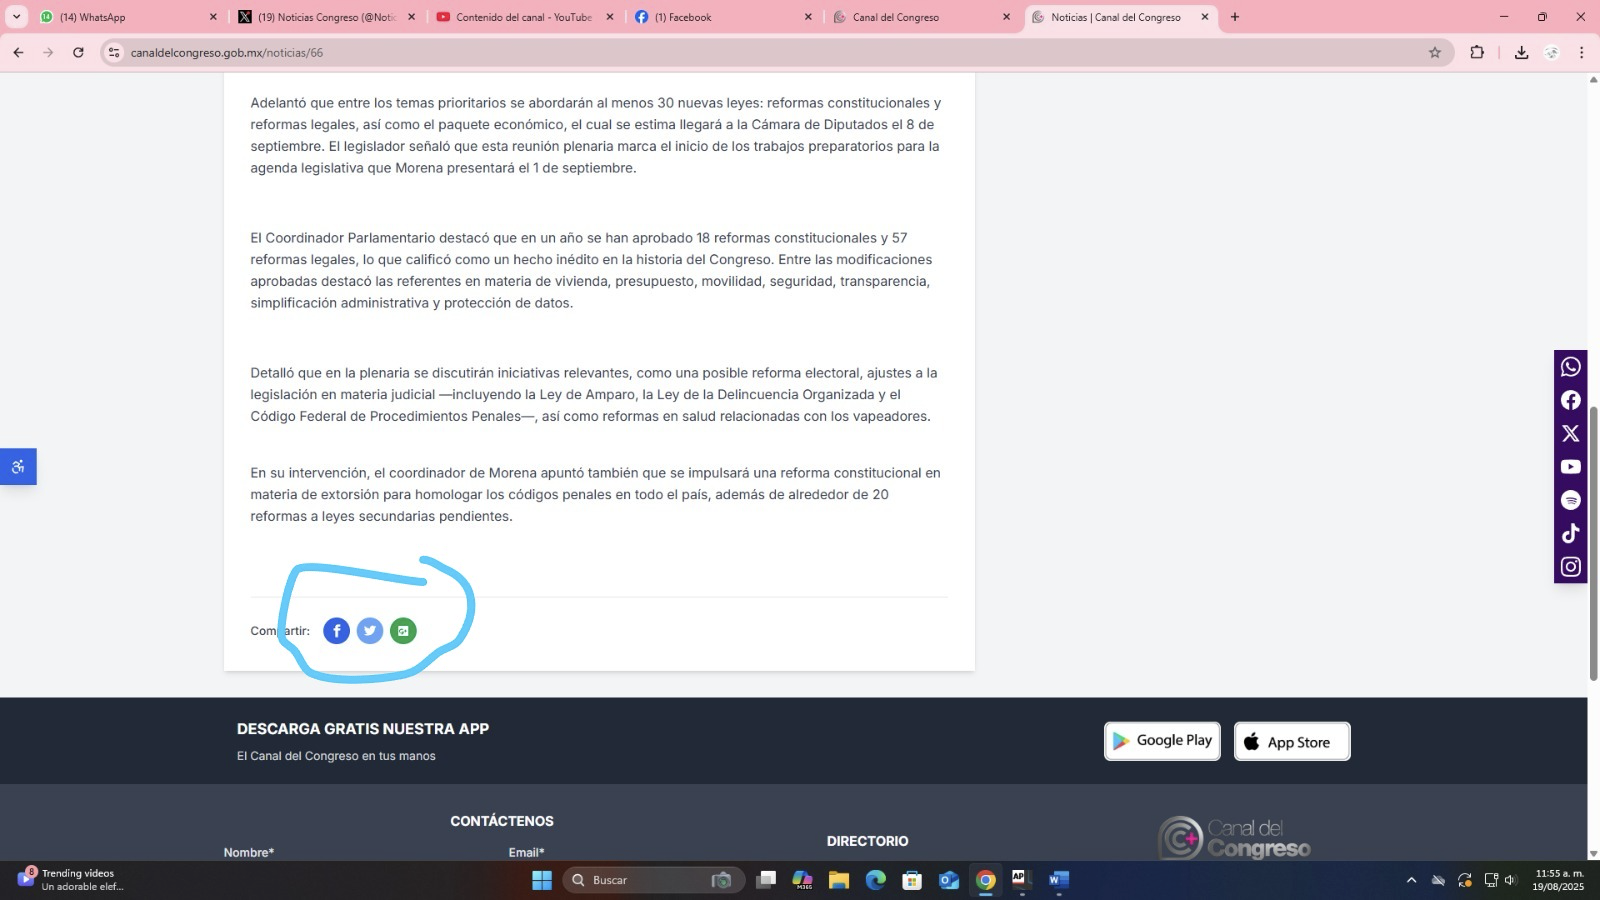 (14) WhatsApp
(19) Noticias Congreso (@Notic
Contenido del canal - YouTube
(1) Facebook
Canal del Congreso
Noticias | Canal del Congreso
canaldelcongreso.gob.mx/noticias/66
Adelantó que entre los temas prioritarios se abordarán al menos 30 nuevas leyes: reformas constitucionales y
reformas legales, así como el paquete económico, el cual se estima llegará a la Cámara de Diputados el 8 de
septiembre. El legislador señaló que esta reunión plenaria marca el inicio de los trabajos preparatorios para la
agenda legislativa que Morena presentará el 1 de septiembre.
El Coordinador Parlamentario destacó que en un año se han aprobado 18 reformas constitucionales y 57
reformas legales, lo que calificó como un hecho inédito en la historia del Congreso. Entre las modificaciones
aprobadas destacó las referentes en materia de vivienda, presupuesto, movilidad, seguridad, transparencia,
simplificación administrativa y protección de datos.
Detalló que en la plenaria se discutirán iniciativas relevantes, como una posible reforma electoral, ajustes a la
legislación en materia judicial —incluyendo la Ley de Amparo, la Ley de la Delincuencia Organizada y el
Código Federal de Procedimientos Penales—, así como reformas en salud relacionadas con los vapeadores.
En su intervención, el coordinador de Morena apuntó también que se impulsará una reforma constitucional en
materia de extorsión para homologar los códigos penales en todo el país, además de alrededor de 20
reformas a leyes secundarias pendientes.
Compartir:
DESCARGA GRATIS NUESTRA APP
El Canal del Congreso en tus manos
Google Play
App Store
CONTÁCTENOS
DIRECTORIO
Nombre*
Email*
Canal del
Congreso
8
Trending videos
Un adorable elef...
Buscar
M365
11:55 a. m.
19/08/2025